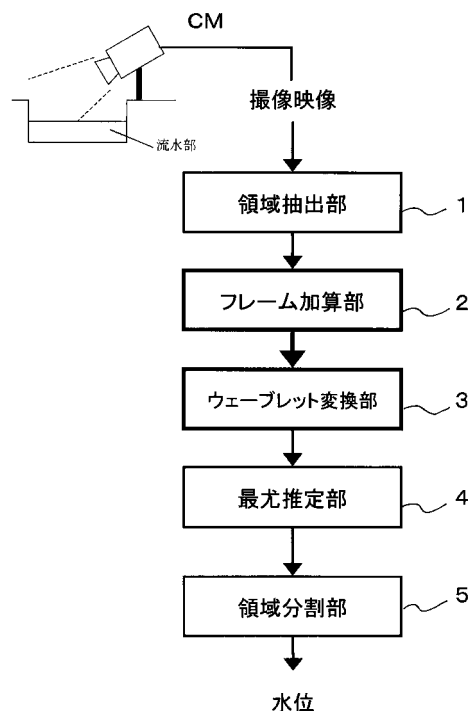 CM
撮像映像
流水部
領域抽出部
1
フレーム加算部
2
ウェーブレット変換部
3
最尤推定部
4
領域分割部
5
水位